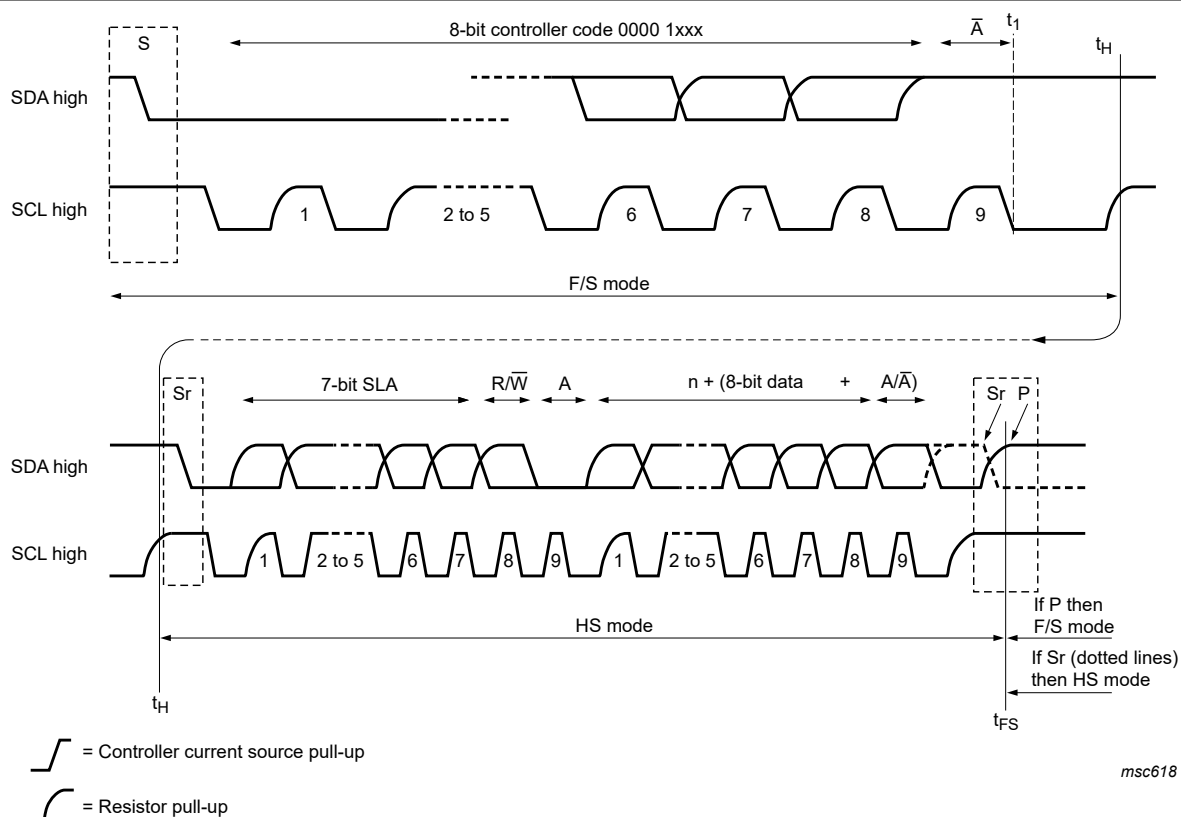 S
8-bit controller code 0000 1xxx
A̅
t1
tH
SDA high
SCL high
1
2 to 5
6
7
8
9
F/S mode
Sr
7-bit SLA
R/W̅
A
n + (8-bit data + A/A̅)
Sr
P
SDA high
SCL high
1
2 to 5
6
7
8
9
1
2 to 5
6
7
8
9
HS mode
If P then
F/S mode
If Sr (dotted lines)
then HS mode
tH
tFS
= Controller current source pull-up
= Resistor pull-up
msc618